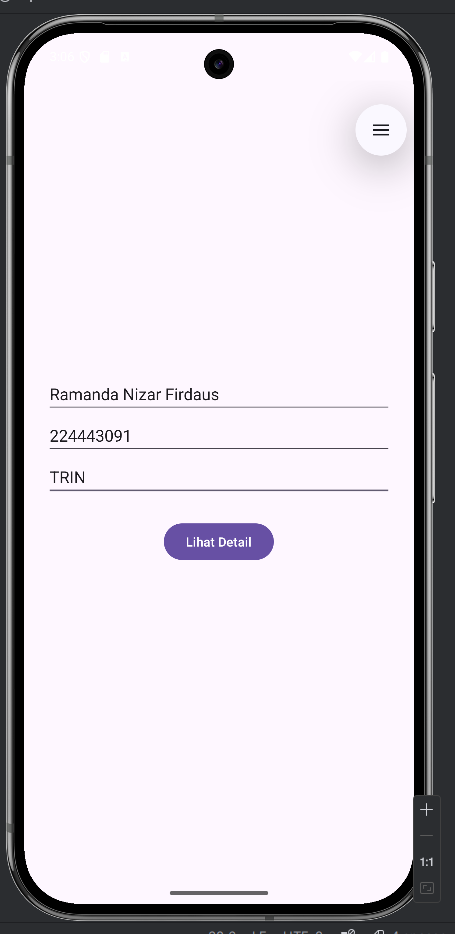 Ramanda Nizar Firdaus
224443091
TRIN
Lihat Detail
1:1